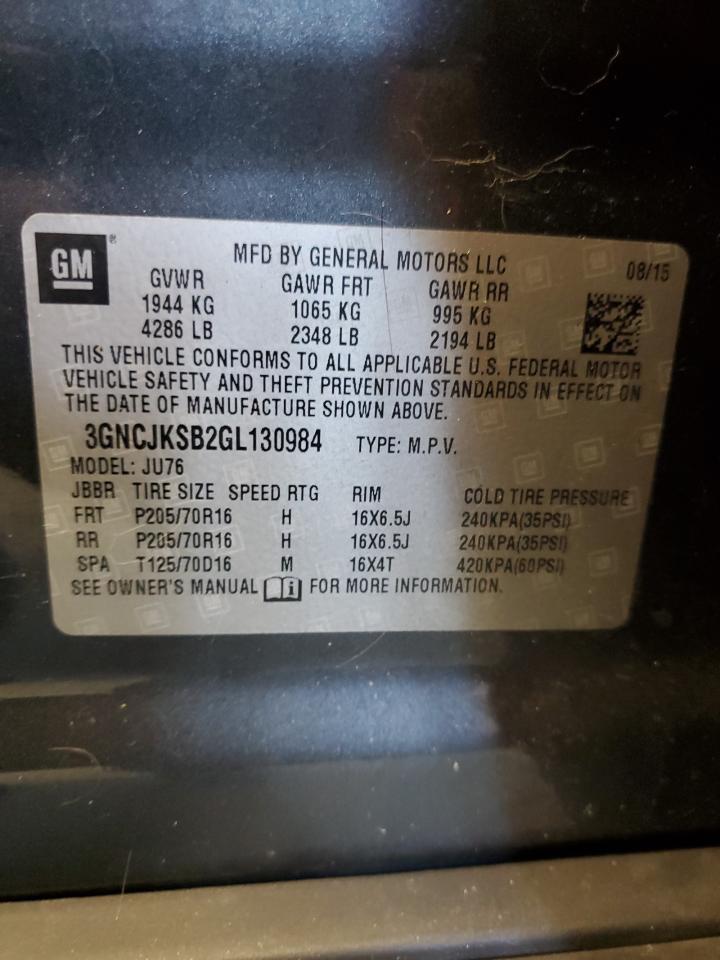 GM ®
MFD BY GENERAL MOTORS LLC 08/15
GVWR GAWR FRT GAWR RR
1944 KG 1065 KG 995 KG
4286 LB 2348 LB 2194 LB
THIS VEHICLE CONFORMS TO ALL APPLICABLE U.S. FEDERAL MOTOR
VEHICLE SAFETY AND THEFT PREVENTION STANDARDS IN EFFECT ON
THE DATE OF MANUFACTURE SHOWN ABOVE.
3GNCJKSB2GL130984 TYPE: M.P.V.
MODEL: JU76
JBBR TIRE SIZE SPEED RTG RIM COLD TIRE PRESSURE
FRT P205/70R16 H 16X6.5J 240KPA(35PSI)
RR P205/70R16 H 16X6.5J 240KPA(35PSI)
SPA T125/70D16 M 16X4T 420KPA(60PSI)
SEE OWNER'S MANUAL i FOR MORE INFORMATION.